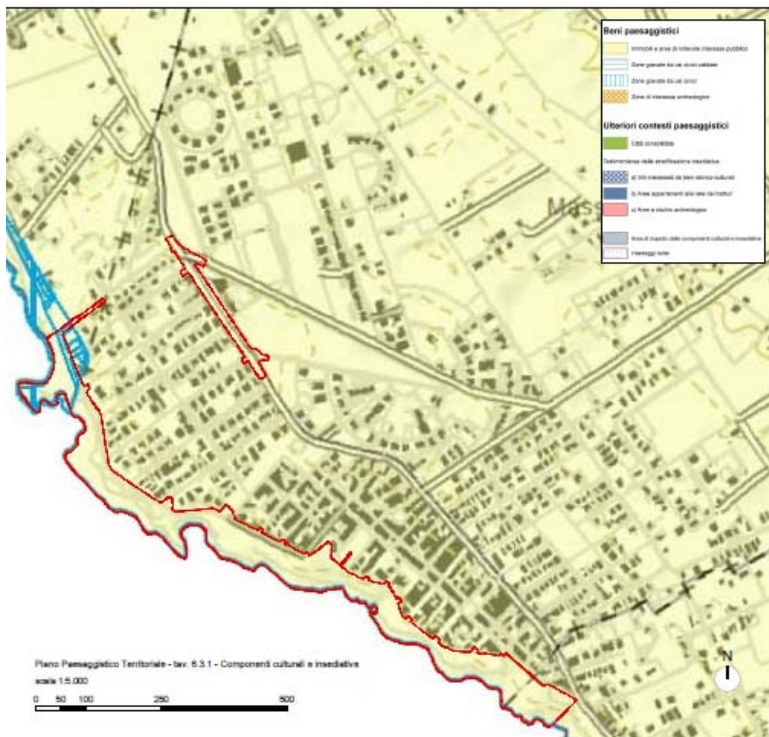 Beni paesaggistici
Immobili e aree di notevole interesse pubblico
Zone gravate da usi civici validate
Zone gravate da usi civici
Zone di interesse archeologico
Ulteriori contesti paesaggistici
Città consolidata
Testimonianze della stratificazione insediativa:
a) Siti interessati da beni storico culturali
b) Aree appartenenti alla rete dei tratturi
c) Aree a rischio archeologico
Area di rispetto delle componenti culturali e insediative
Paesaggi rurali
Mass
Piano Paesaggistico Territoriale - tav. 6.3.1 - Componenti culturali e insediative
scala 1:5.000
0 50 100 250 500
N